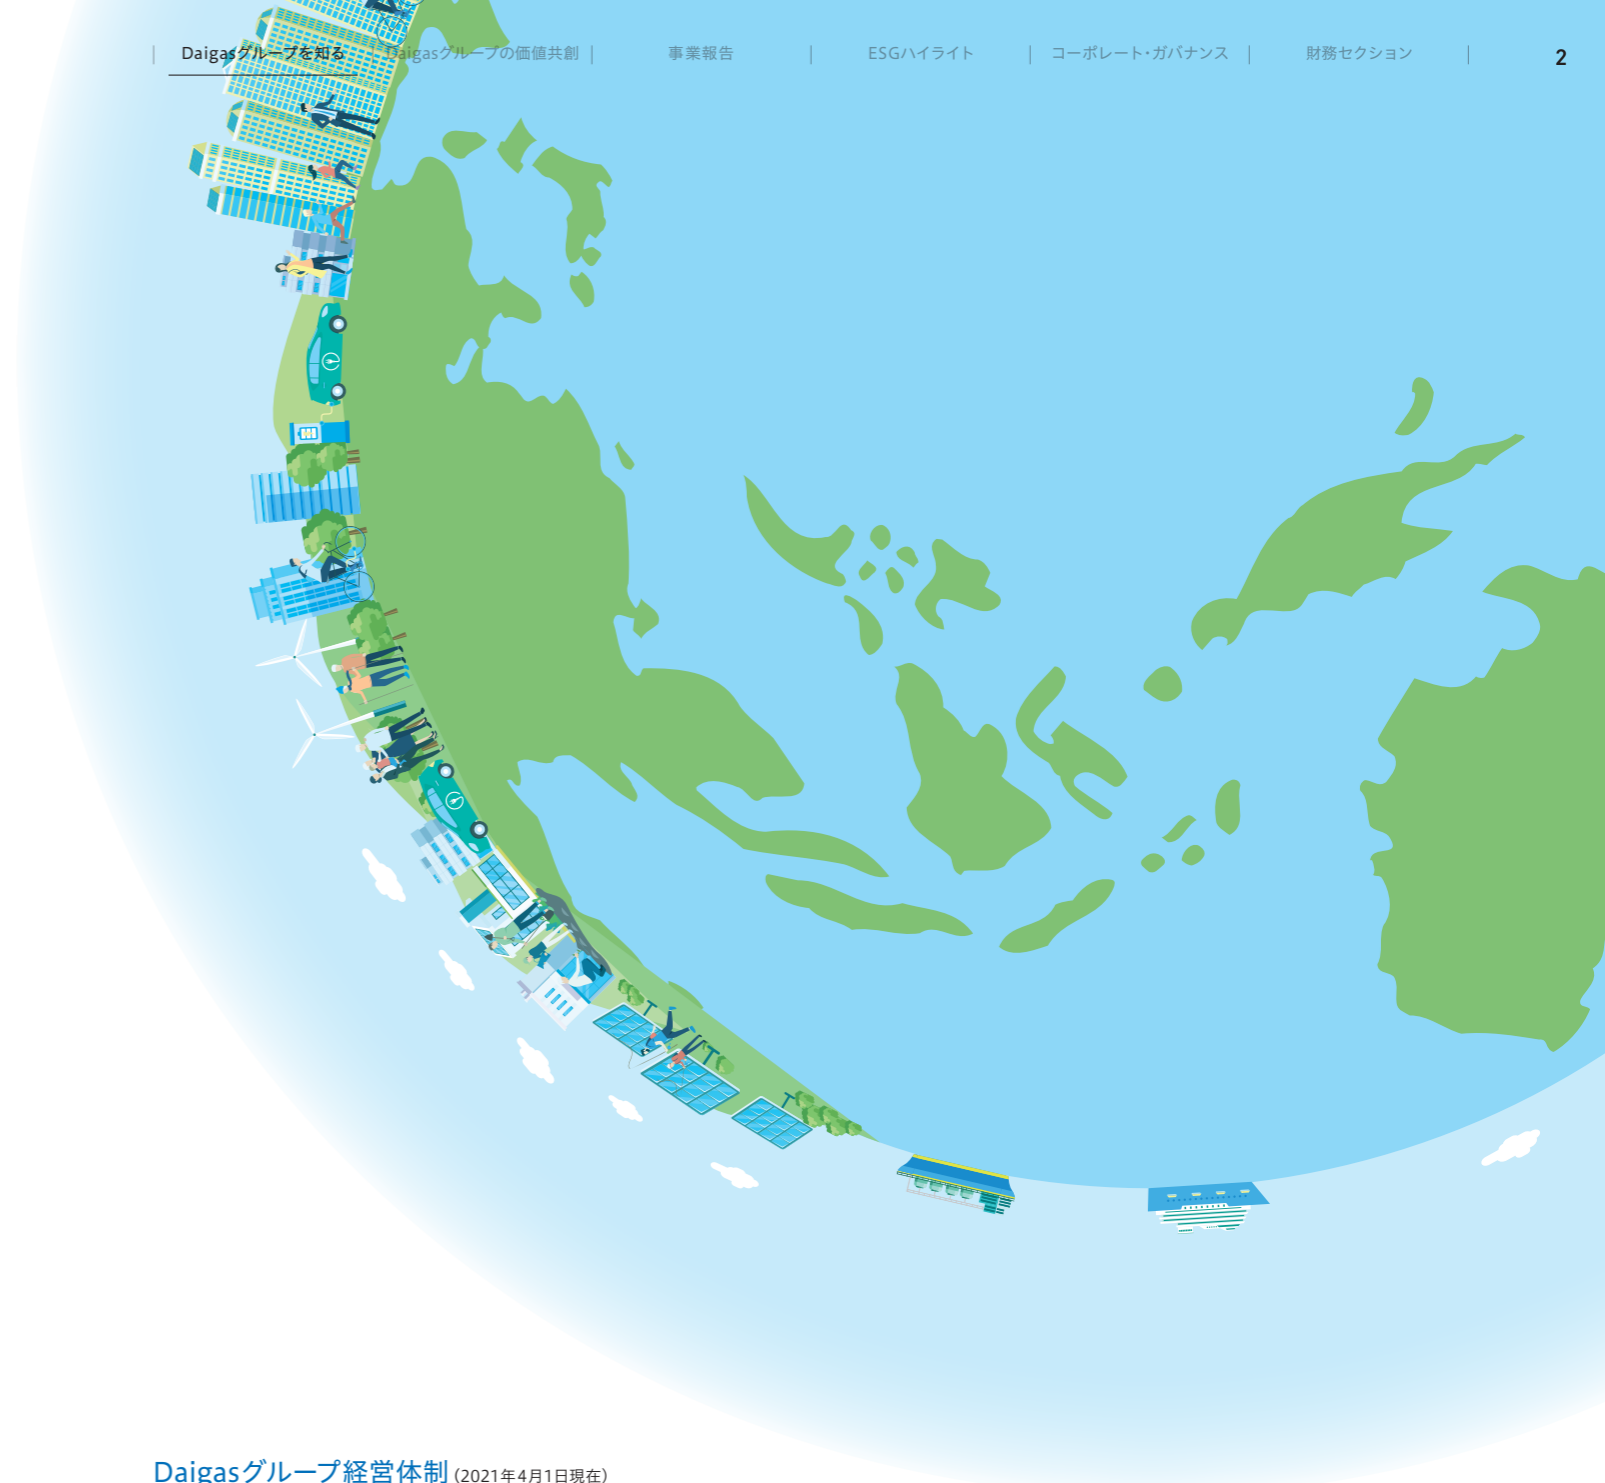 Daigasグループを知る
Daigasグループの価値共創
事業報告
ESGハイライト
コーポレート・ガバナンス
財務セクション
2
Daigasグループ経営体制（2021年4月1日現在）